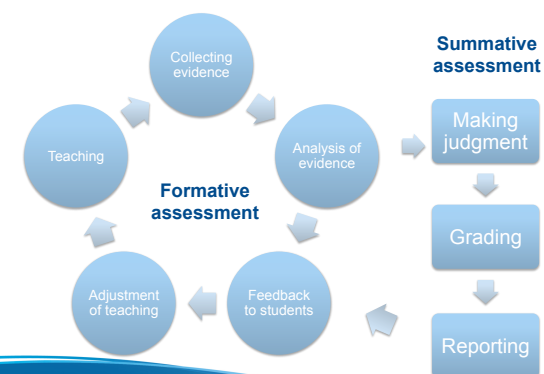 Collecting
evidence
Summative
assessment
Making
judgment
Teaching
Analysis of
evidence
Formative
assessment
Grading
Adjustment
of teaching
Feedback
to students
Reporting